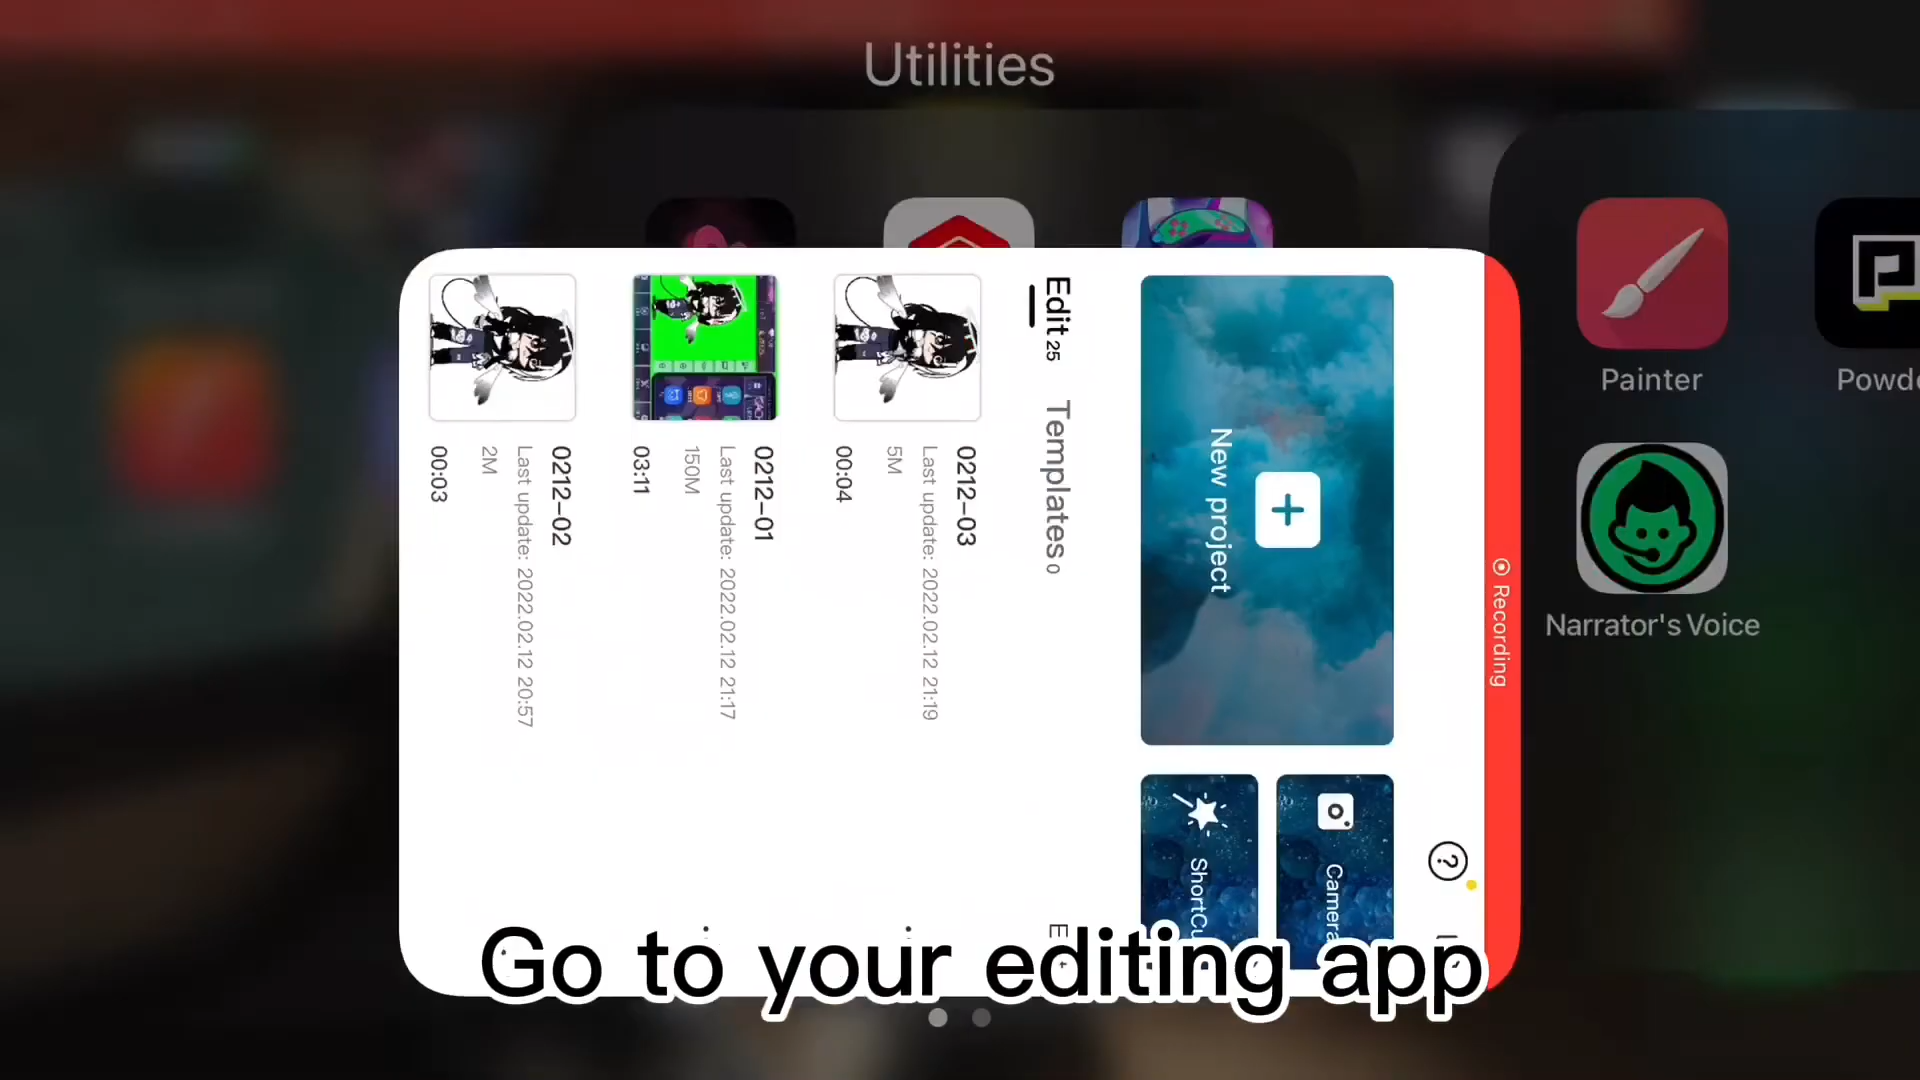 Utilities
Painter
Narrator's Voice
Recording
New project
Camera
Edit 25
Templates 0
0212-03
Last update: 2022.02.12 21:19
5M
00:04
0212-01
Last update: 2022.02.12 21:17
150M
03:11
0212-02
Last update: 2022.02.12 20:57
2M
00:03
Go to your editing app